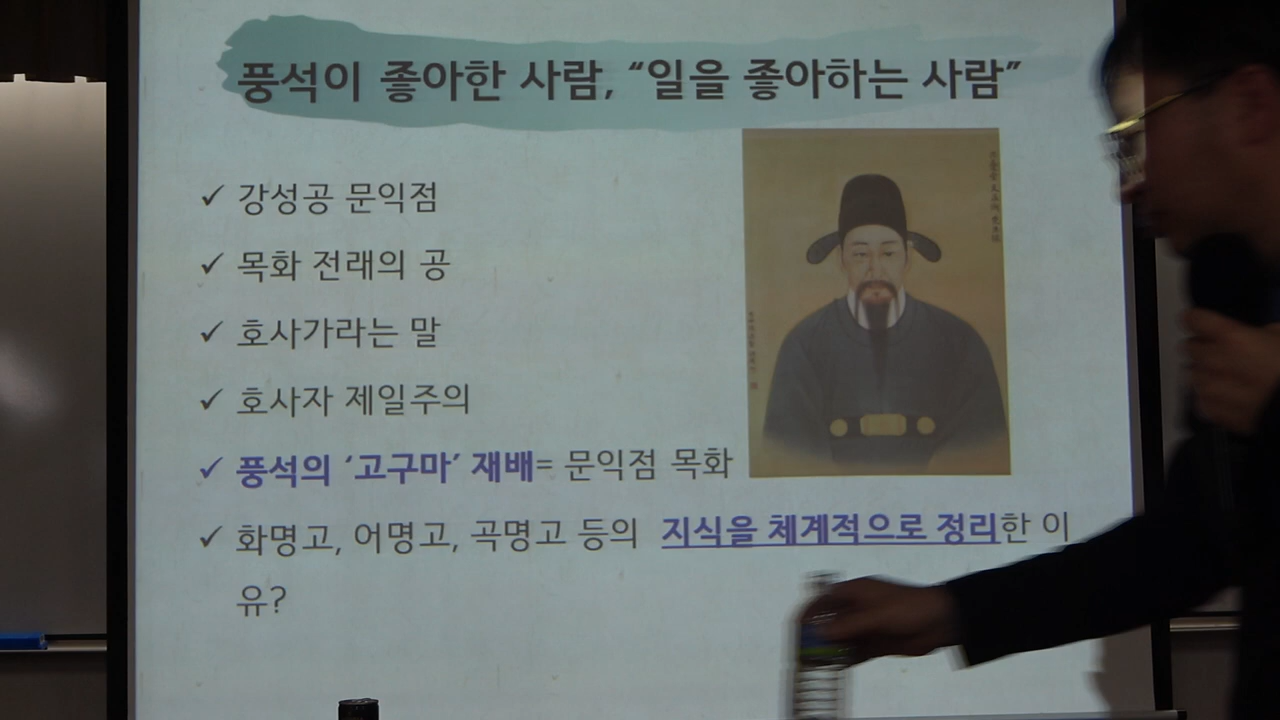 풍석이 좋아한 사람, “일을 좋아하는 사람”
✓ 강성공 문익점
✓ 목화 전래의 공
✓ 호사가라는 말
✓ 호사자 제일주의
✓ 풍석의 ‘고구마’ 재배= 문익점 목화
✓ 화명고, 어명고, 곡명고 등의 지식을 체계적으로 정리한 이
유?